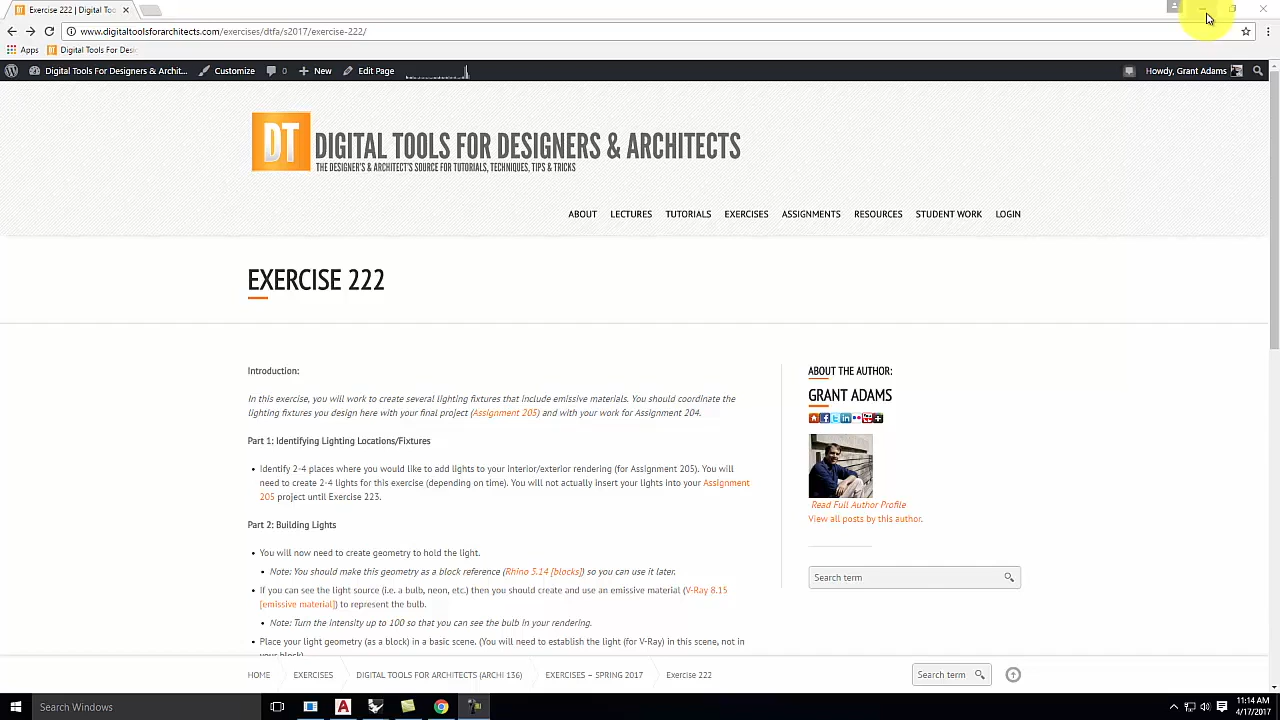 Exercise 222 | Digital Too
www.digitaltoolsforarchitects.com/exercises/dtfa/s2017/exercise-222/
Apps Digital Tools For Desi
Digital Tools For Designers & Archit... Customize 0 New Edit Page Howdy, Grant Adams
DT DIGITAL TOOLS FOR DESIGNERS & ARCHITECTS
THE DESIGNER'S & ARCHITECT'S SOURCE FOR TUTORIALS, TECHNIQUES, TIPS & TRICKS
ABOUT LECTURES TUTORIALS EXERCISES ASSIGNMENTS RESOURCES STUDENT WORK LOGIN
EXERCISE 222
Introduction:
In this exercise, you will work to create several lighting fixtures that include emissive materials. You should coordinate the
lighting fixtures you design here with your final project (Assignment 205) and with your work for Assignment 204.
Part 1: Identifying Lighting Locations/Fixtures
• Identify 2-4 places where you would like to add lights to your interior/exterior rendering (for Assignment 205). You will
need to create 2-4 lights for this exercise (depending on time). You will not actually insert your lights into your Assignment
205 project until Exercise 223.
Part 2: Building Lights
• You will now need to create geometry to hold the light.
• Note: You should make this geometry as a block reference (Rhino 5.14 [blocks]) so you can use it later.
• If you can see the light source (i.e. a bulb, neon, etc.) then you should create and use an emissive material (V-Ray 8.15
[emissive material]) to represent the bulb.
• Note: Turn the intensity up to 100 so that you can see the bulb in your rendering.
• Place your light geometry (as a block) in a basic scene. (You will need to establish the light (for V-Ray) in this scene, not in
your block)
ABOUT THE AUTHOR:
GRANT ADAMS
Read Full Author Profile
View all posts by this author.
Search term
HOME EXERCISES DIGITAL TOOLS FOR ARCHITECTS (ARCHI 136) EXERCISES – SPRING 2017 Exercise 222
Search term
Search Windows
11:14 AM
4/17/2017